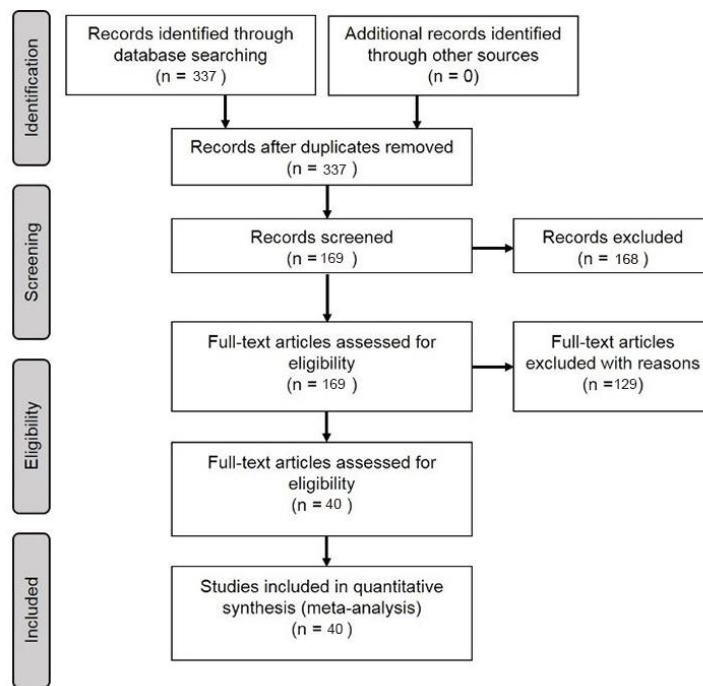 Identification
Records identified through
database searching
(n = 337)
Additional records identified
through other sources
(n = 0)
Records after duplicates removed
(n = 337 )
Screening
Records screened
(n = 169 )
Records excluded
(n = 168 )
Eligibility
Full-text articles assessed for
eligibility
(n = 169 )
Full-text articles
excluded with reasons
(n =129)
Full-text articles assessed for
eligibility
(n = 40 )
Included
Studies included in quantitative
synthesis (meta-analysis)
(n = 40 )